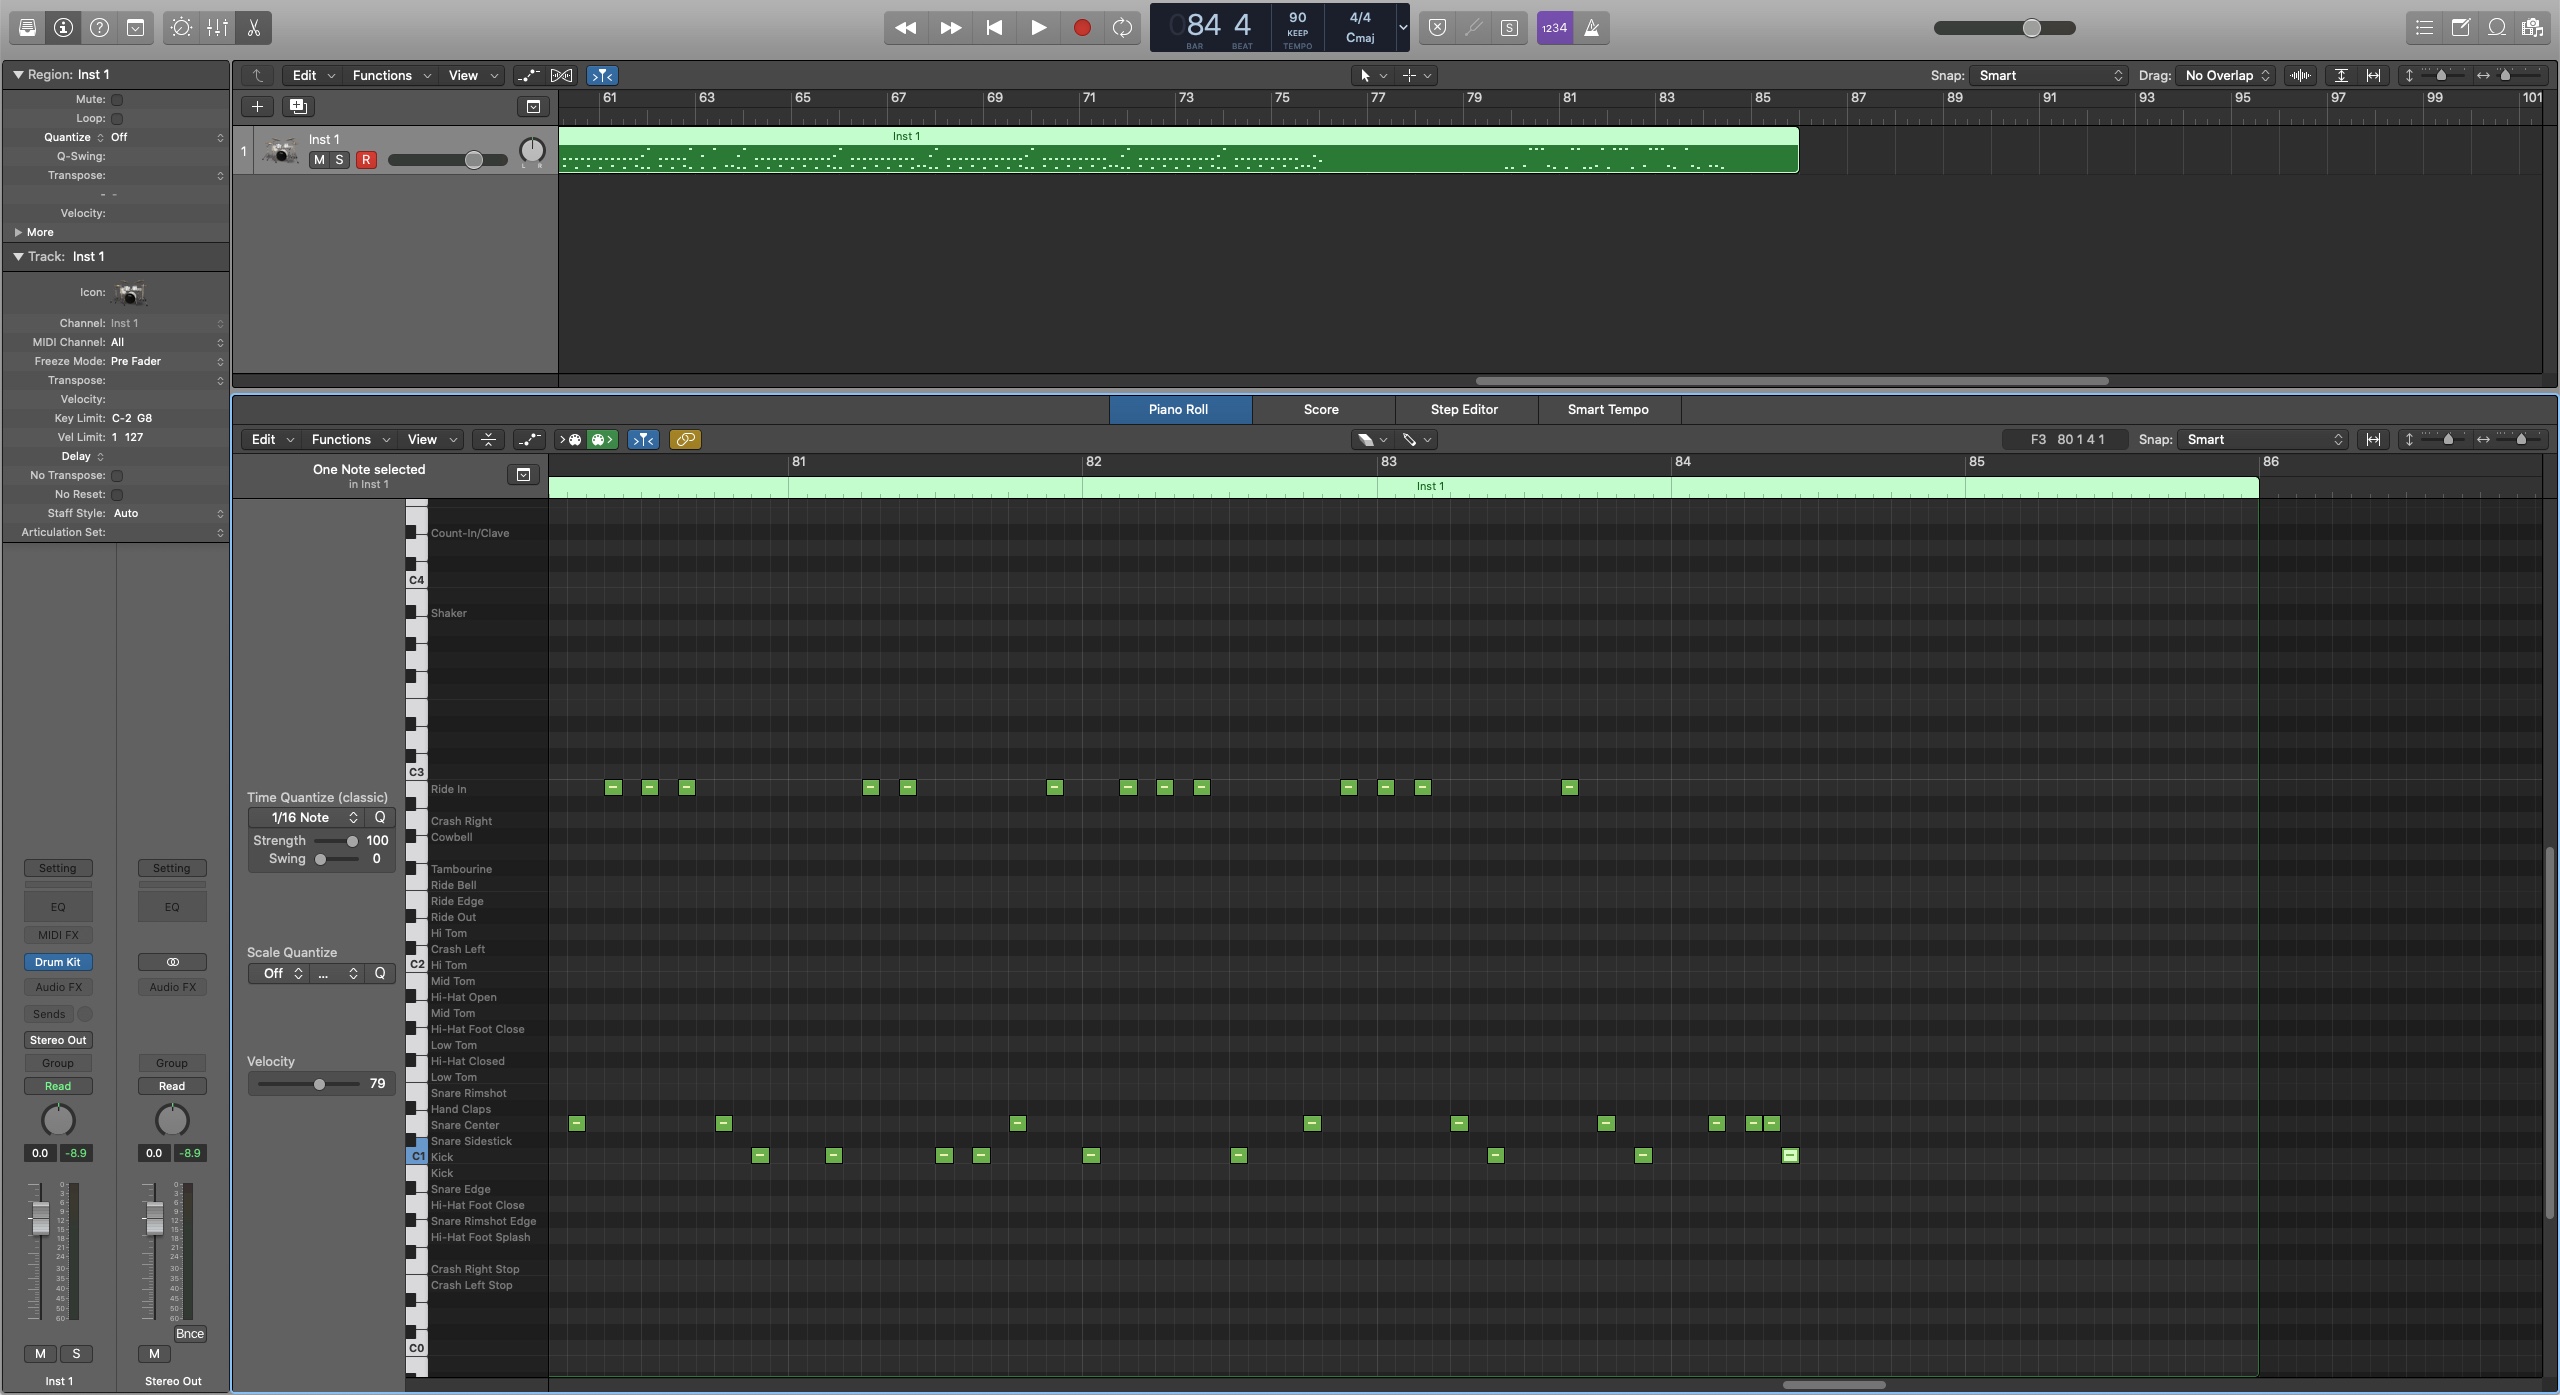 84 4
BAR BEAT
90
KEEP
TEMPO
4/4
Cmaj
S
1234
Region: Inst 1
Mute:
Loop:
Quantize Off
Q-Swing:
Transpose:
- -
Velocity:
More
Track: Inst 1
Icon:
Channel: Inst 1
MIDI Channel: All
Freeze Mode: Pre Fader
Transpose:
Velocity:
Key Limit: C-2 G8
Vel Limit: 1 127
Delay
No Transpose:
No Reset:
Staff Style: Auto
Articulation Set:
Setting Setting
EQ EQ
MIDI FX
Drum Kit
Audio FX Audio FX
Sends
Stereo Out
Group Group
Read Read
0.0 -8.9 0.0 -8.9
Bnce
M S M
Inst 1 Stereo Out
Edit Functions View
Snap: Smart Drag: No Overlap
61 63 65 67 69 71 73 75 77 79 81 83 85 87 89 91 93 95 97 99 101
1 Inst 1
M S R
L R
Inst 1
Piano Roll Score Step Editor Smart Tempo
Edit Functions View
F3 80 1 4 1 Snap: Smart
One Note selected
in Inst 1
81 82 83 84 85 86
Inst 1
Time Quantize (classic)
1/16 Note Q
Strength 100
Swing 0
Scale Quantize
Off ... Q
Velocity
79
Count-In/Clave
C4
Shaker
C3
Ride In
Crash Right
Cowbell
Tambourine
Ride Bell
Ride Edge
Ride Out
Hi Tom
Crash Left
C2 Hi Tom
Mid Tom
Hi-Hat Open
Mid Tom
Hi-Hat Foot Close
Low Tom
Hi-Hat Closed
Low Tom
Snare Rimshot
Hand Claps
Snare Center
Snare Sidestick
C1 Kick
Kick
Snare Edge
Hi-Hat Foot Close
Snare Rimshot Edge
Hi-Hat Foot Splash
Crash Right Stop
Crash Left Stop
C0